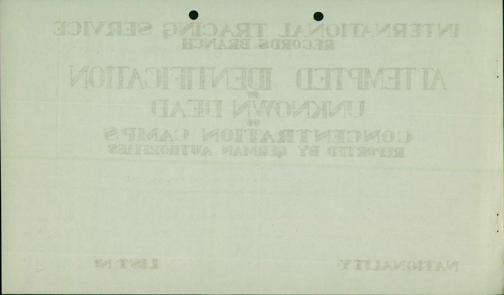 INTERNATIONAL TRACING SERVICE
RECORDS BRANCH
ATTEMPTED IDENTIFICATION
OF
UNKNOWN DEAD
OF
CONCENTRATION CAMPS
REPORTED BY GERMAN AUTHORITIES
NATIONALITY
LIST №